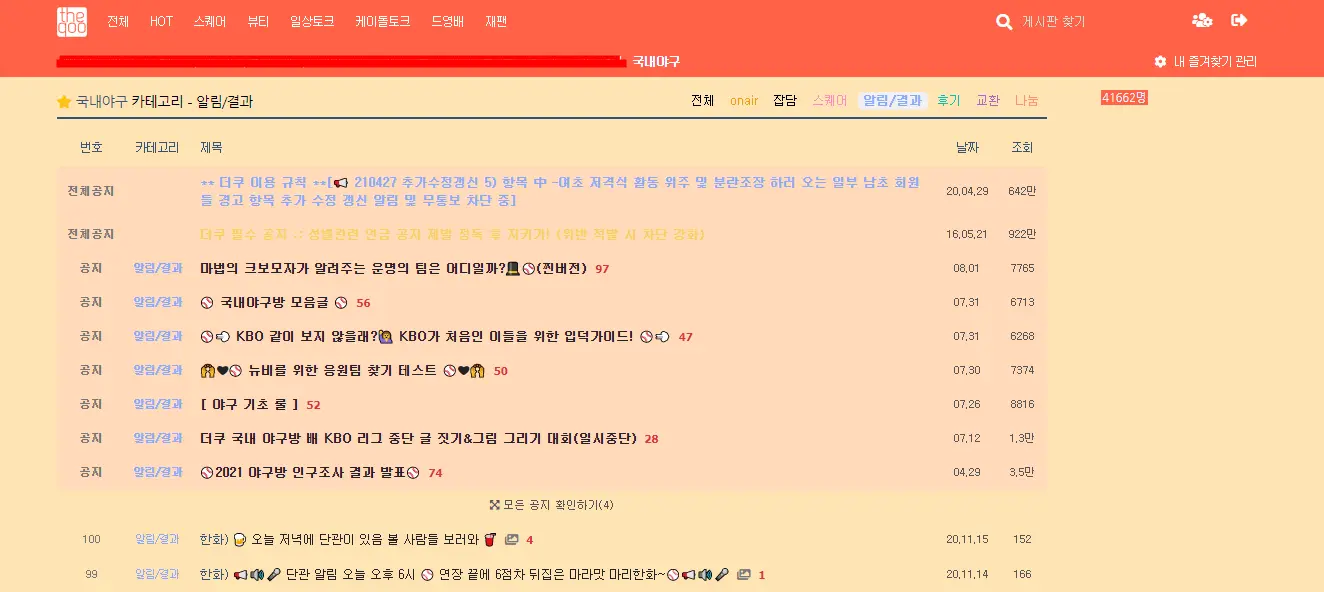 the qoo
전체 HOT 스퀘어 뷰티 일상토크 케이돌토크 드영배 재팬 게시판 찾기
국내야구 내 즐겨찾기 관리
국내야구 카테고리 - 알림/결과 전체 onair 잡담 스퀘어 알림/결과 후기 교환 나눔 41662명
번호 카테고리 제목 날짜 조회
전체공지 ** 더쿠 이용 규칙 **[📢 210427 추가수정갱신 5) 항목 中 -여초 저격식 활동 위주 및 분란조장 하러 오는 일부 남초 회원 20.04.29 642만
들 경고 항목 추가 수정 갱신 알림 및 무통보 차단 중]
전체공지 더쿠 필수 공지 .: 성별관련 언금 공지 제발 정독 후 지키기! (위반 적발 시 차단 강화) 16.05.21 922만
공지 알림/결과 마법의 크보모자가 알려주는 운명의 팀은 어디일까?🎩⚾(찐버전) 97 08.01 7765
공지 알림/결과 ⚾ 국내야구방 모음글 ⚾ 56 07.31 6713
공지 알림/결과 ⚾💨 KBO 같이 보지 않을래?🙋 KBO가 처음인 이들을 위한 입덕가이드! ⚾💨 47 07.31 6268
공지 알림/결과 🙌🖤⚾ 뉴비를 위한 응원팀 찾기 테스트 ⚾🖤🙌 50 07.30 7374
공지 알림/결과 [ 야구 기초 룰 ] 52 07.26 8816
공지 알림/결과 더쿠 국내 야구방 배 KBO 리그 중단 글 짓기&그림 그리기 대회(일시중단) 28 07.12 1.3만
공지 알림/결과 ⚾2021 야구방 인구조사 결과 발표⚾ 74 04.29 3.5만
모든 공지 확인하기(4)
100 알림/결과 한화) 🍺 오늘 저녁에 단관이 있음 볼 사람들 보러와 🥤 4 20.11.15 152
99 알림/결과 한화) 📢🔊🎤 단관 알림 오늘 오후 6시 ⚾ 연장 끝에 6점차 뒤집은 마라맛 마리한화~⚾📢🔊🎤 1 20.11.14 166